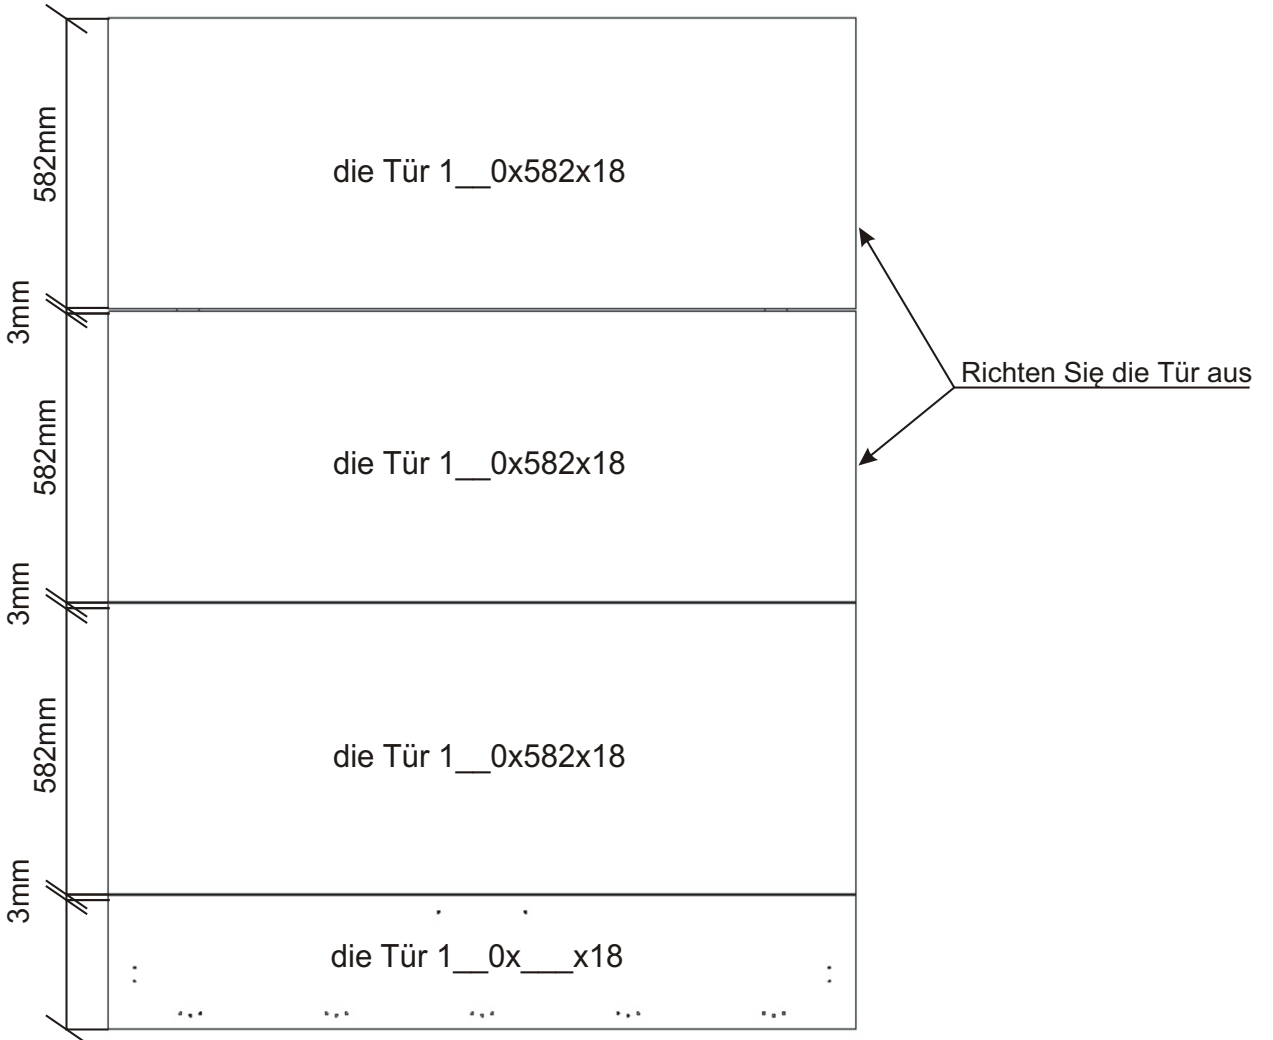 582mm
die Tür 1__0x582x18
3mm
582mm
die Tür 1__0x582x18
Richten Się die Tür aus
3mm
582mm
die Tür 1__0x582x18
3mm
die Tür 1__0x___x18